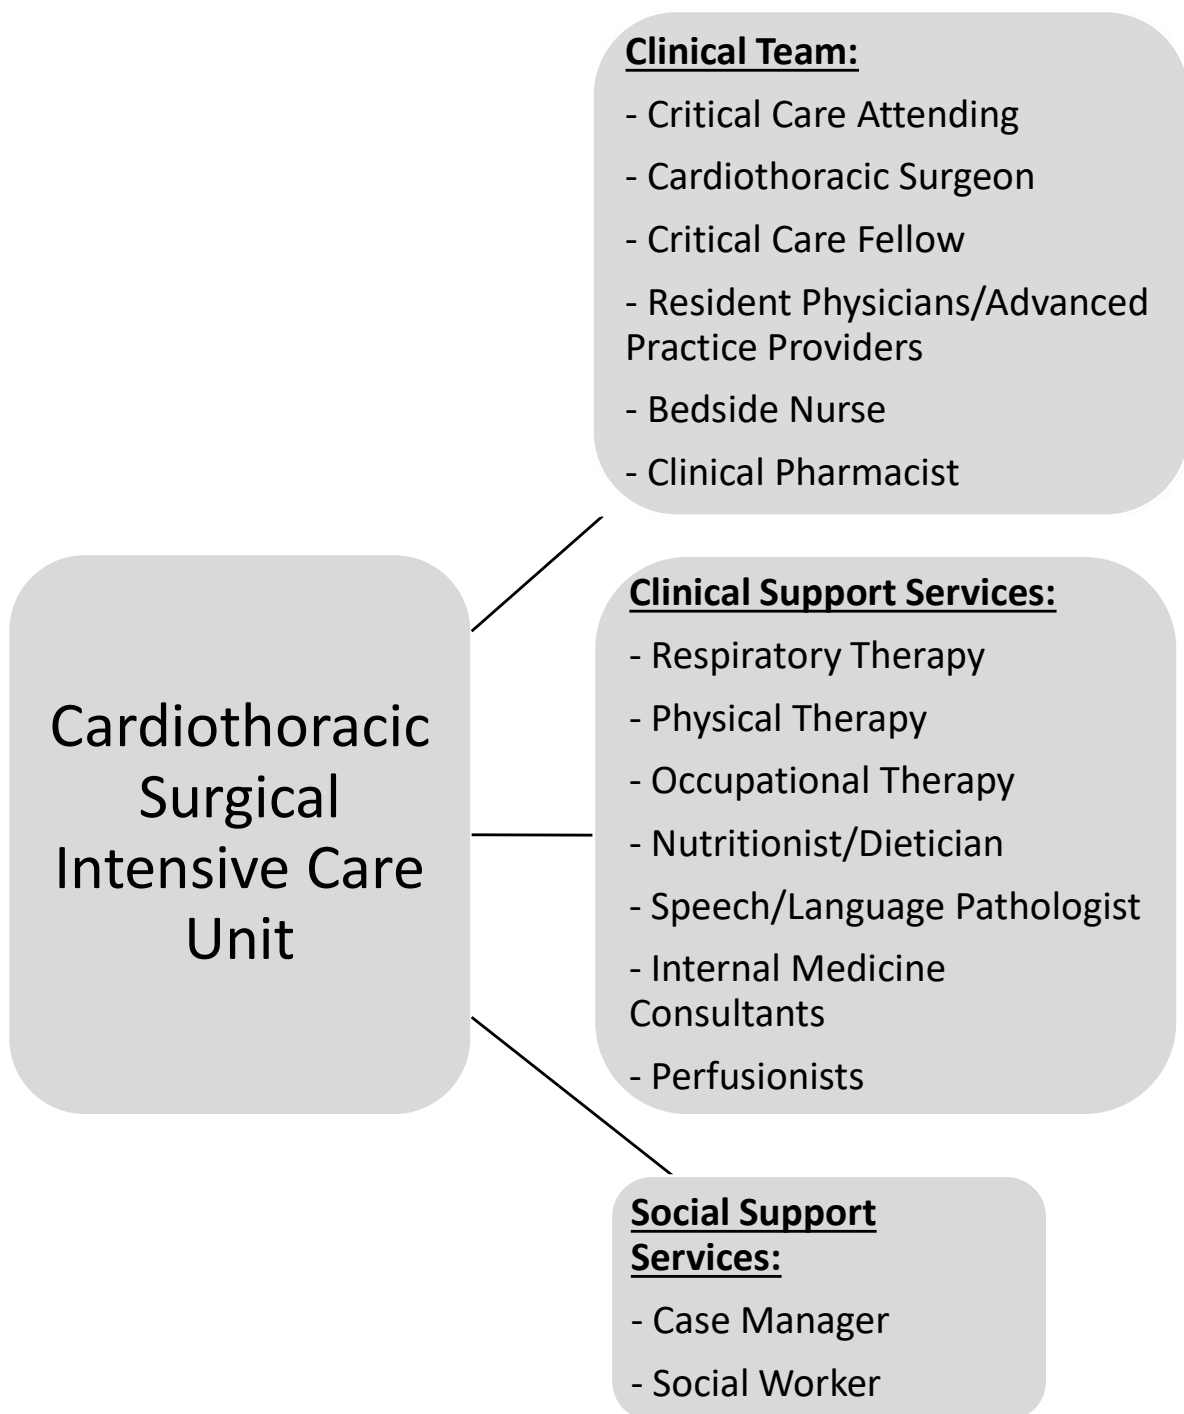 Clinical Team:
- Critical Care Attending
- Cardiothoracic Surgeon
- Critical Care Fellow
- Resident Physicians/Advanced
Practice Providers
- Bedside Nurse
- Clinical Pharmacist
Cardiothoracic
Surgical
Intensive Care
Unit
Clinical Support Services:
- Respiratory Therapy
- Physical Therapy
- Occupational Therapy
- Nutritionist/Dietician
- Speech/Language Pathologist
- Internal Medicine
Consultants
- Perfusionists
Social Support
Services:
- Case Manager
- Social Worker